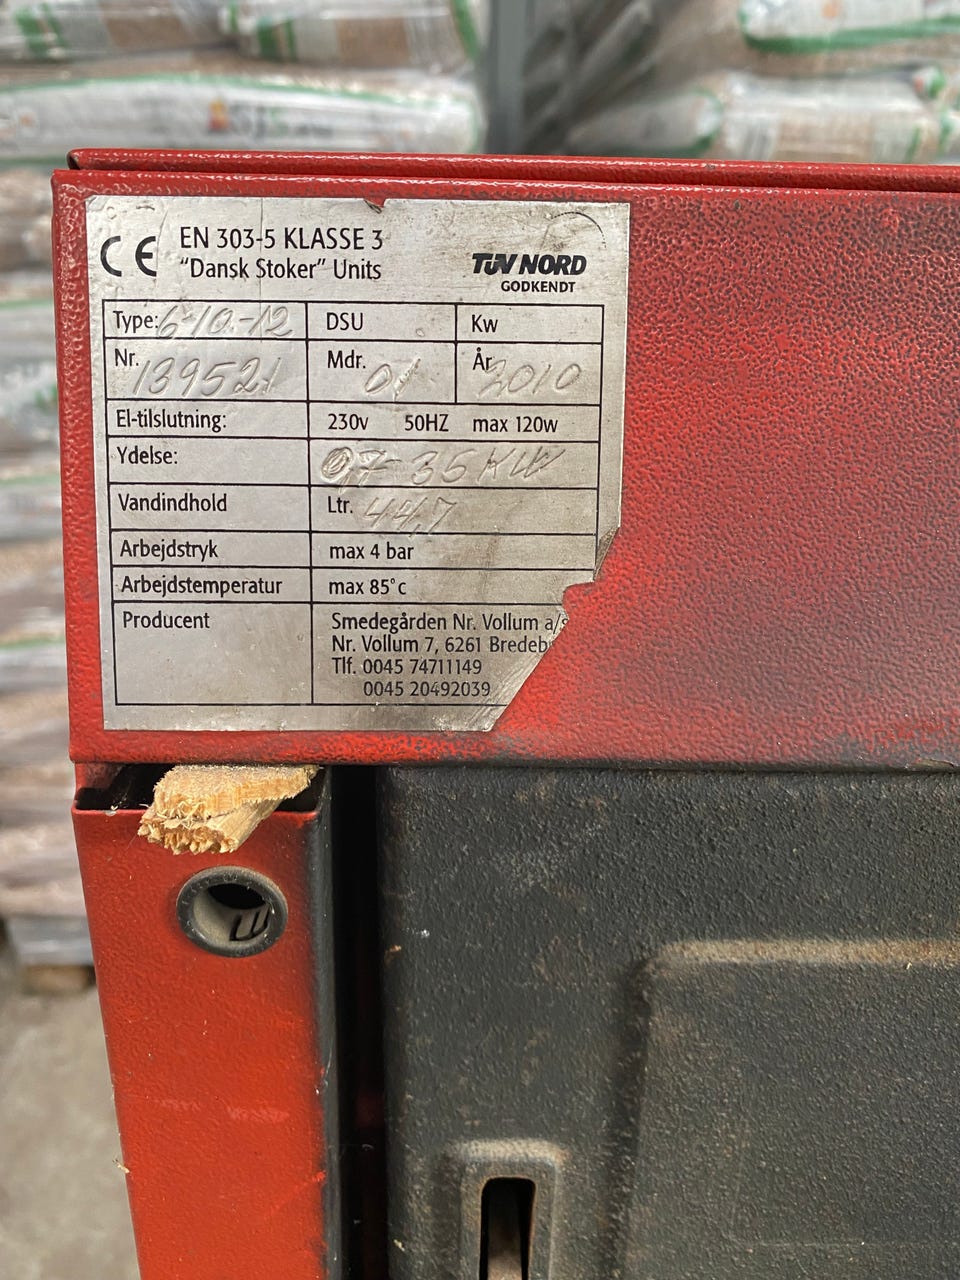 CE EN 303-5 KLASSE 3
"Dansk Stoker" Units
TÜV NORD
GODKENDT
Type: 6-10-12 DSU Kw
Nr. 139521 Mdr. 01 År 2010
El-tilslutning: 230v 50HZ max 120w
Ydelse: 9,7-35 KW
Vandindhold Ltr. 44,7
Arbejdstryk max 4 bar
Arbejdstemperatur max 85°c
Producent Smedegården Nr. Vollum a/s
Nr. Vollum 7, 6261
Tlf. 0045 74711149
0045 20492039